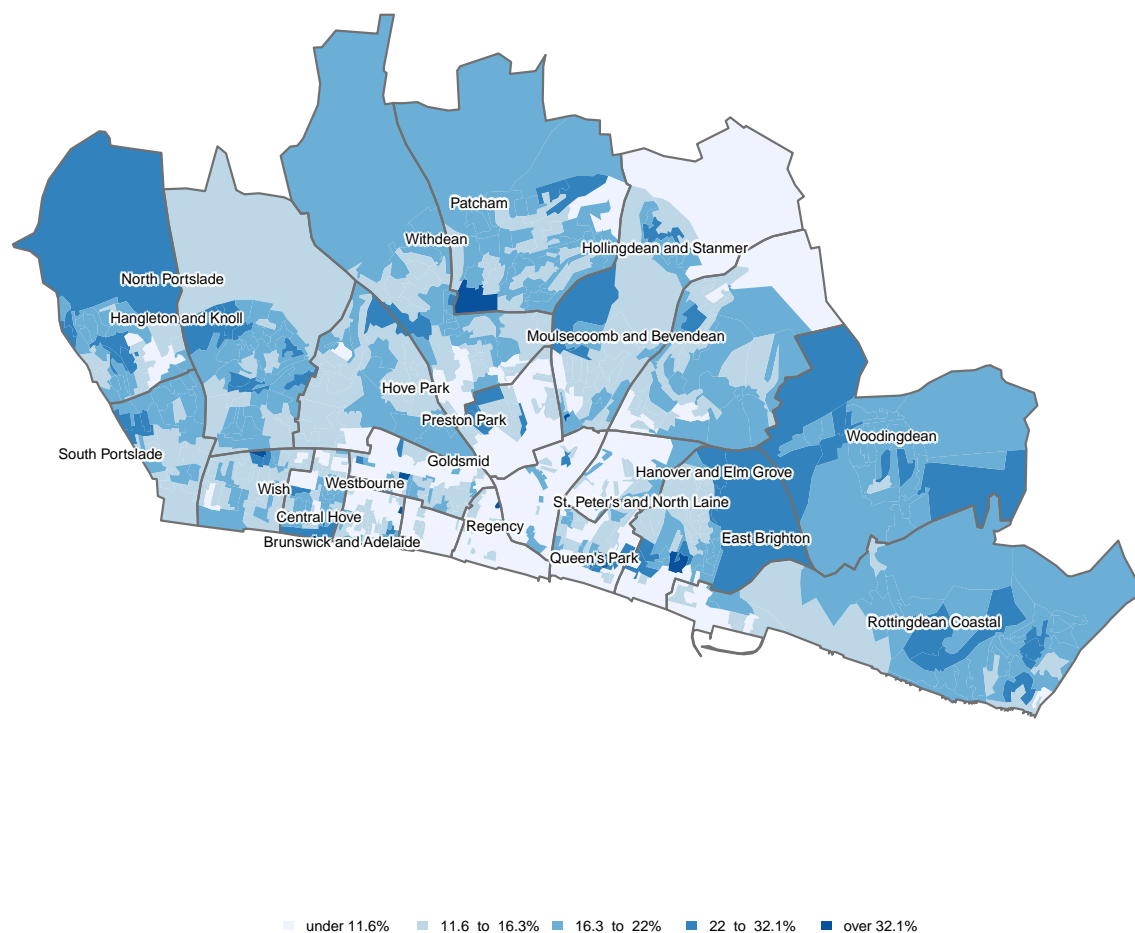 Patcham
Withdean
Hollingdean and Stanmer
North Portslade
Hangleton and Knoll
Moulsecoomb and Bevendean
Hove Park
Preston Park
Woodingdean
South Portslade
Goldsmid
Hanover and Elm Grove
Wish
Westbourne
St. Peter's and North Laine
Central Hove
Regency
Brunswick and Adelaide
East Brighton
Queen's Park
Rottingdean Coastal
under 11.6% 11.6 to 16.3% 16.3 to 22% 22 to 32.1% over 32.1%